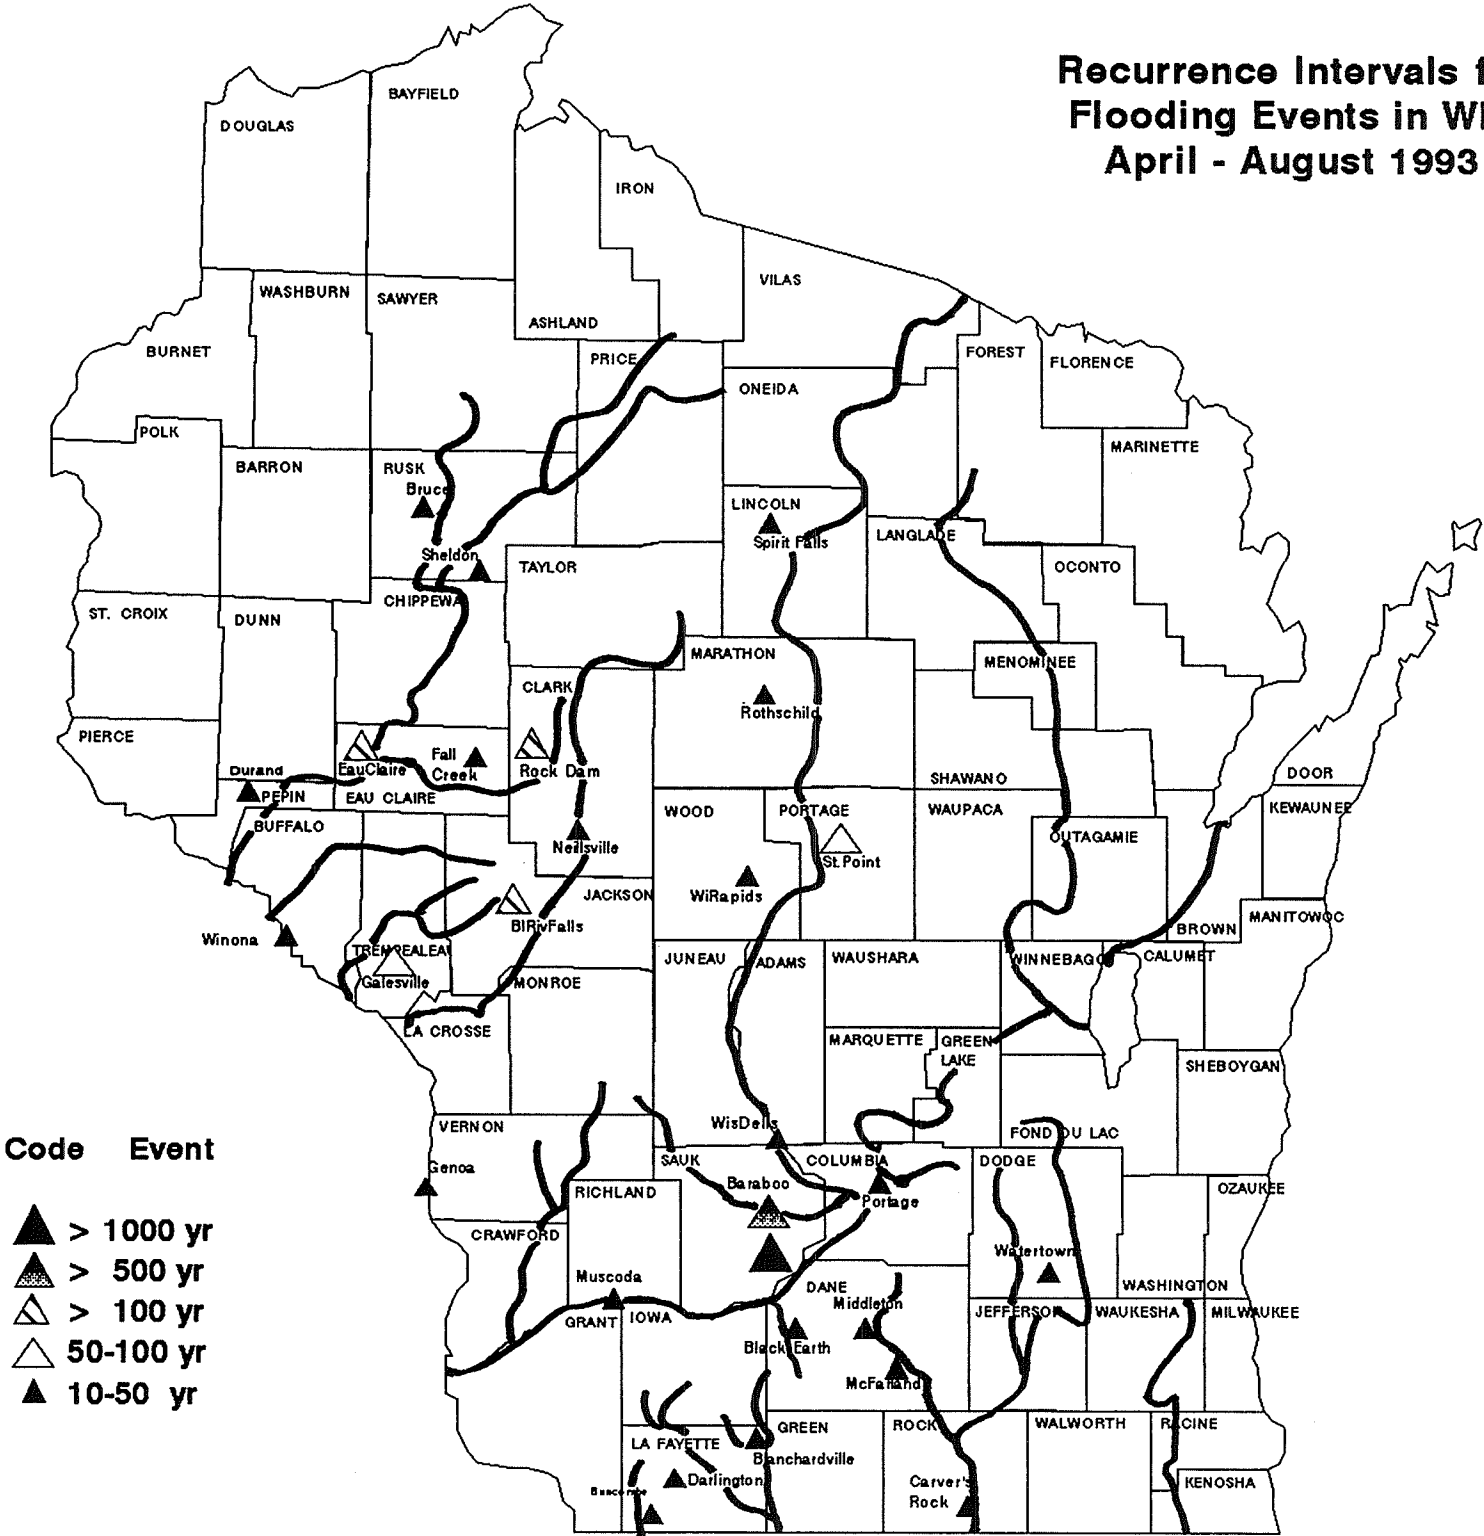 Recurrence Intervals f
Flooding Events in WI
April - August 1993
BAYFIELD
DOUGLAS
IRON
VILAS
WASHBURN
SAWYER
ASHLAND
BURNET
PRICE
FOREST
FLORENCE
ONEIDA
POLK
MARINETTE
BARRON
RUSK
Bruce
LINCOLN
Spirit Falls
LANGLADE
Sheldon
TAYLOR
OCONTO
CHIPPEWA
ST. CROIX
DUNN
MARATHON
MENOMINEE
CLARK
Rothschild
PIERCE
Fall
Creek
EauClaire
Rock Dam
Durand
SHAWANO
DOOR
PEPIN
EAU CLAIRE
WOOD
PORTAGE
WAUPACA
KEWAUNEE
BUFFALO
OUTAGAMIE
Neillsville
St.Point
JACKSON
WiRapids
BlRivFalls
MANITOWOC
BROWN
Winona
TREMPEALEAU
JUNEAU
ADAMS
WAUSHARA
WINNEBAGO
CALUMET
Galesville
MONROE
LA CROSSE
MARQUETTE
GREEN
LAKE
SHEBOYGAN
VERNON
WisDells
FOND DU LAC
Code Event
Genoa
SAUK
COLUMBIA
DODGE
Baraboo
RICHLAND
Portage
OZAUKEE
> 1000 yr
CRAWFORD
Watertown
> 500 yr
Muscoda
DANE
WASHINGTON
> 100 yr
GRANT
IOWA
Middleton
JEFFERSON
WAUKESHA
MILWAUKEE
50-100 yr
Black Earth
McFarland
10-50 yr
GREEN
ROCK
WALWORTH
RACINE
LA FAYETTE
Blanchardville
Darlington
Carver's
Rock
KENOSHA